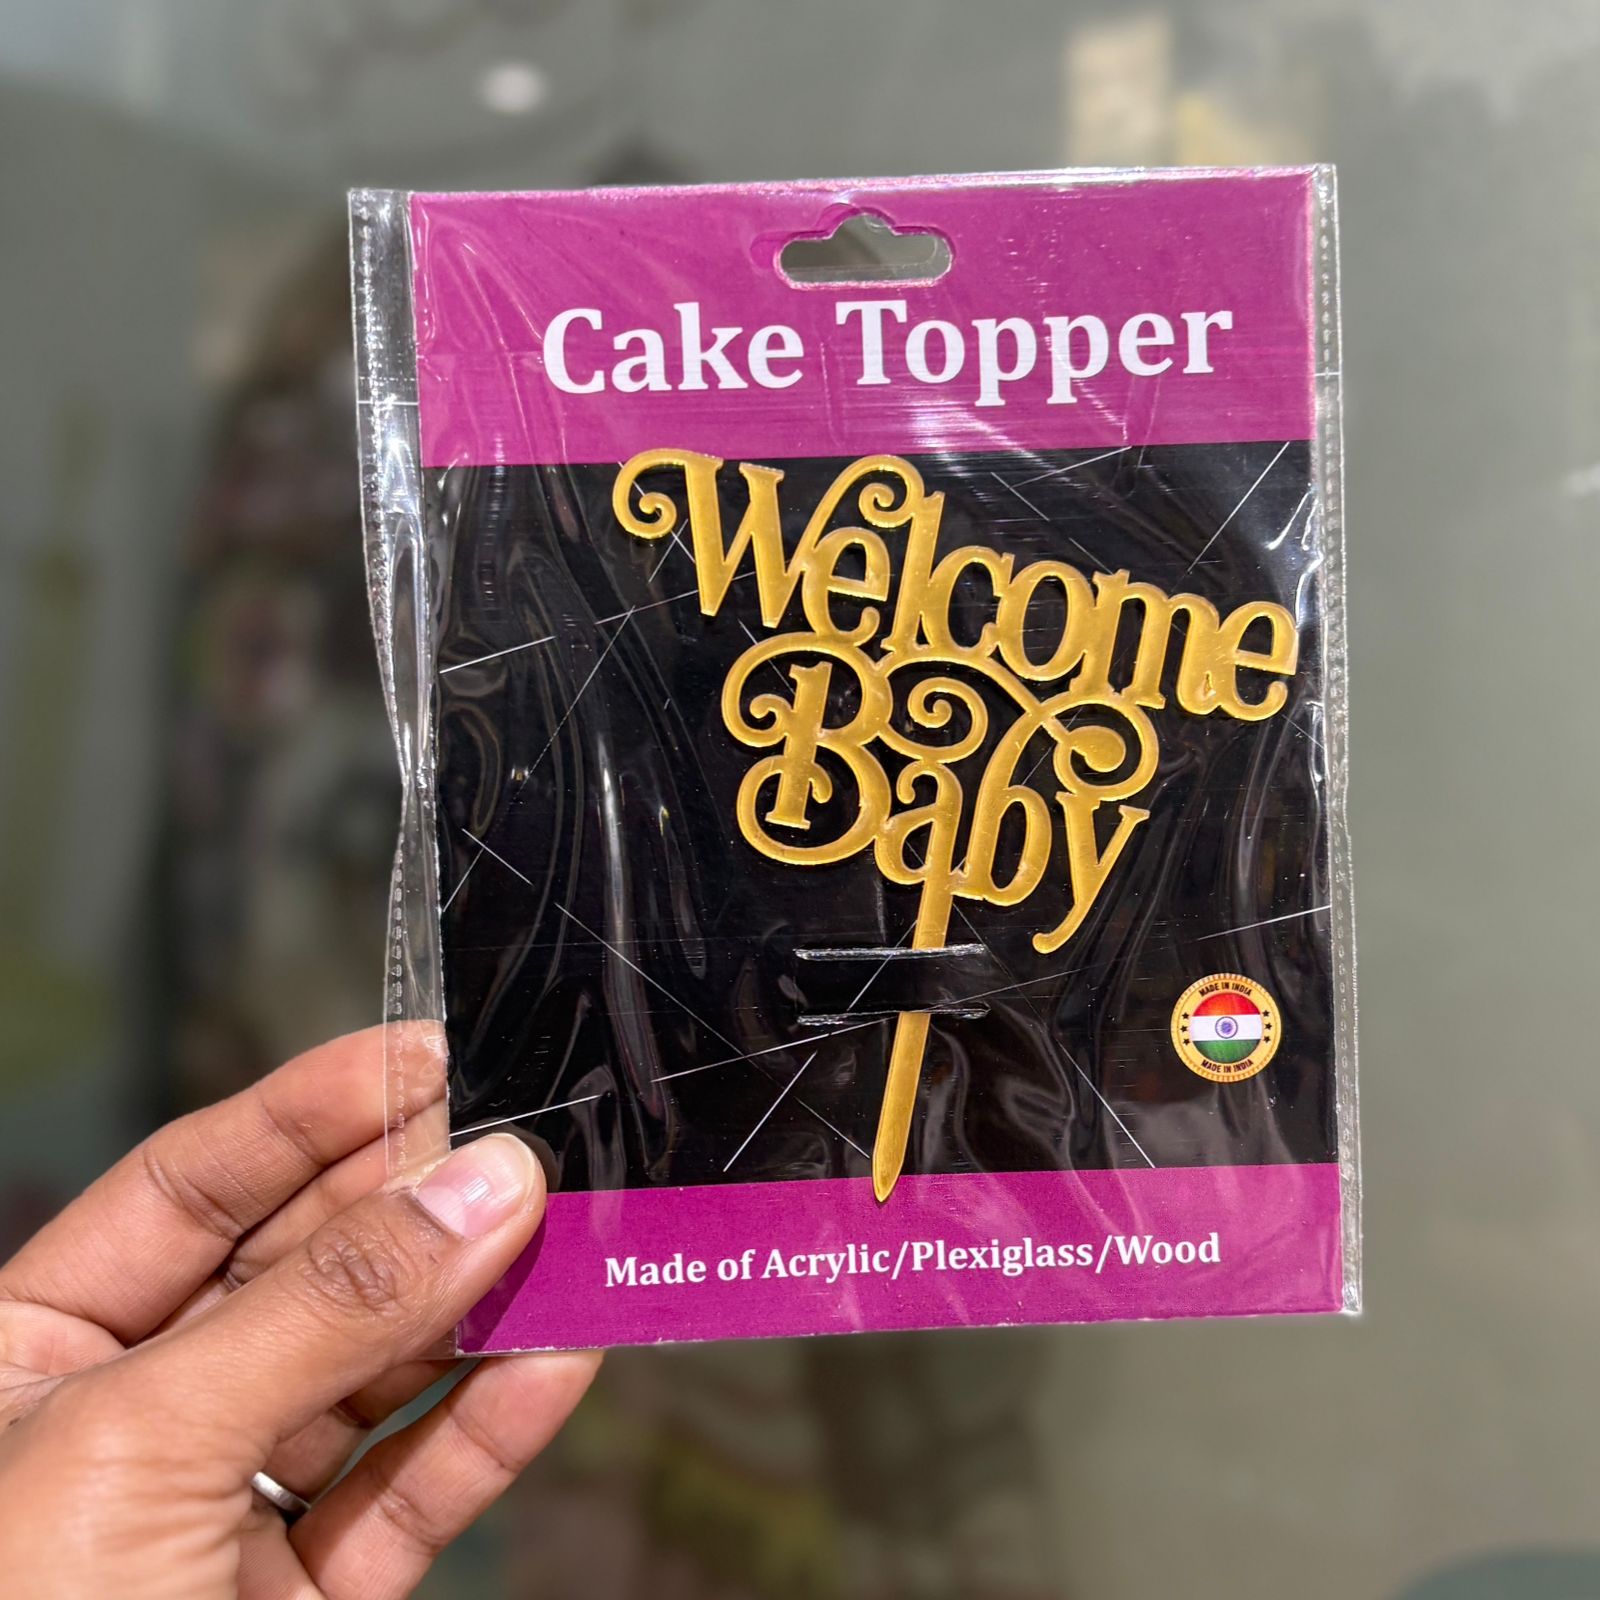 Cake Topper
Welcome
Baby
MADE IN INDIA
MADE IN INDIA
Made of Acrylic/Plexiglass/Wood